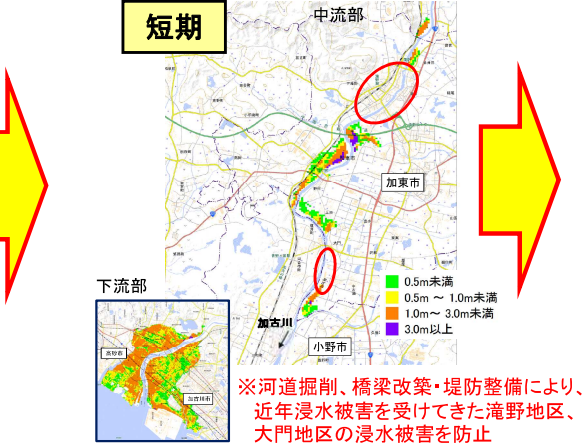 短期
中流部
加東市
0.5m未満
0.5m ～ 1.0m未満
1.0m～ 3.0m未満
3.0m以上
加古川
小野市
下流部
高砂市
加古川市
※河道掘削、橋梁改築・堤防整備により、
近年浸水被害を受けてきた滝野地区、
大門地区の浸水被害を防止